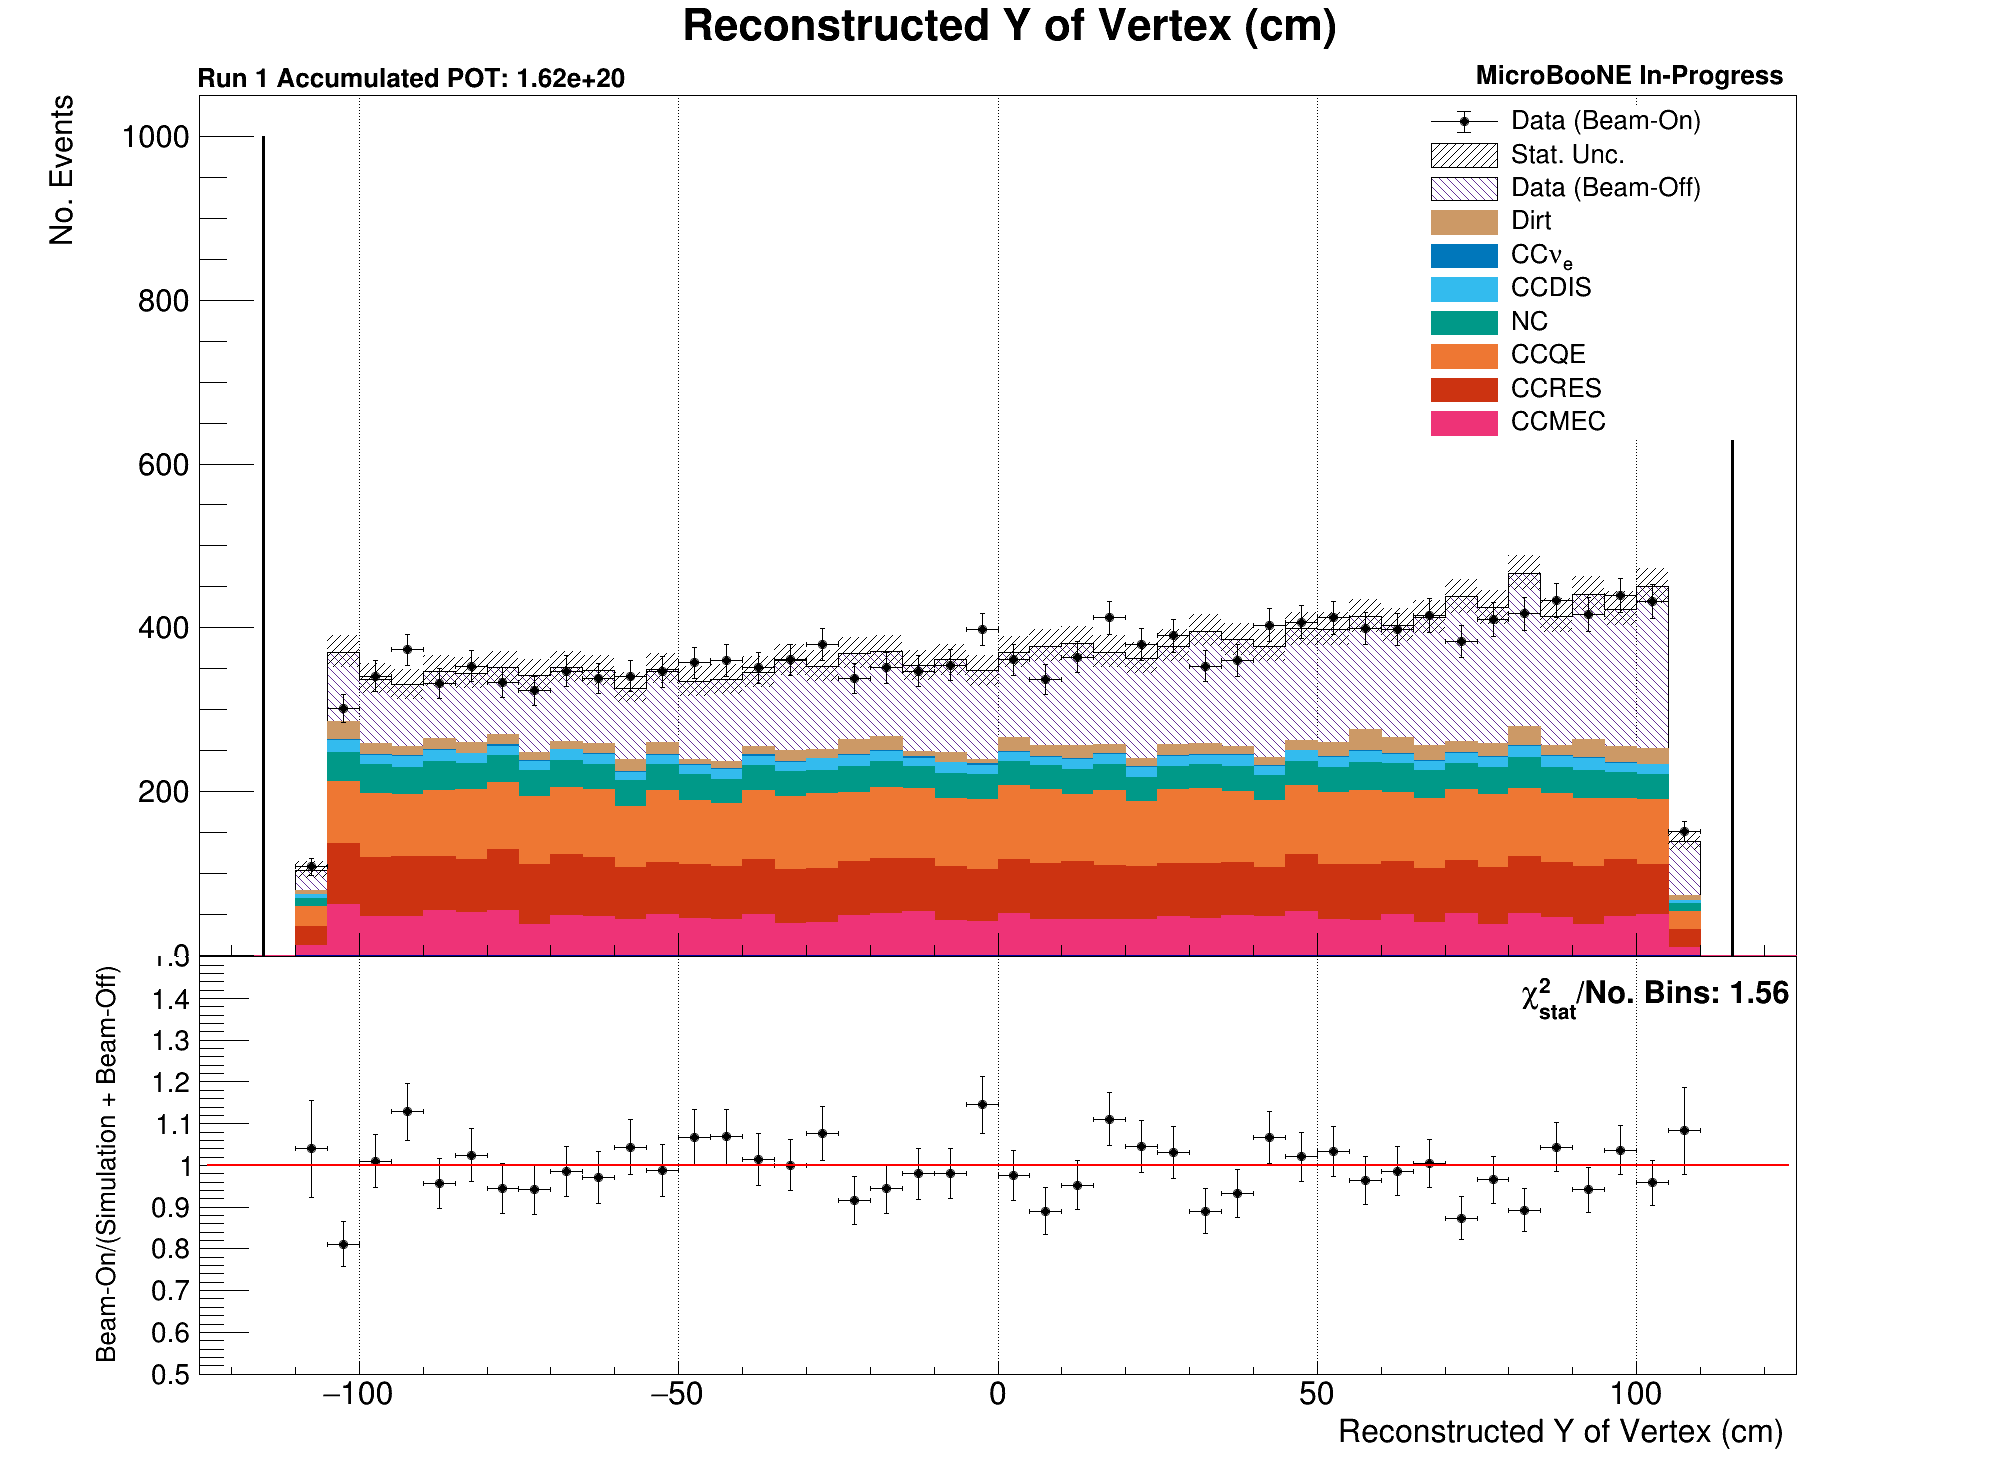 Reconstructed Y of Vertex (cm)
Run 1 Accumulated POT: 1.62e+20
MicroBooNE In-Progress
No. Events
1000
800
600
400
200
0
Data (Beam-On)
Stat. Unc.
Data (Beam-Off)
Dirt
CCνe
CCDIS
NC
CCQE
CCRES
CCMEC
Beam-On/(Simulation + Beam-Off)
1.5
1.4
1.3
1.2
1.1
1
0.9
0.8
0.7
0.6
0.5
χ²stat/No. Bins: 1.56
−100
−50
0
50
100
Reconstructed Y of Vertex (cm)